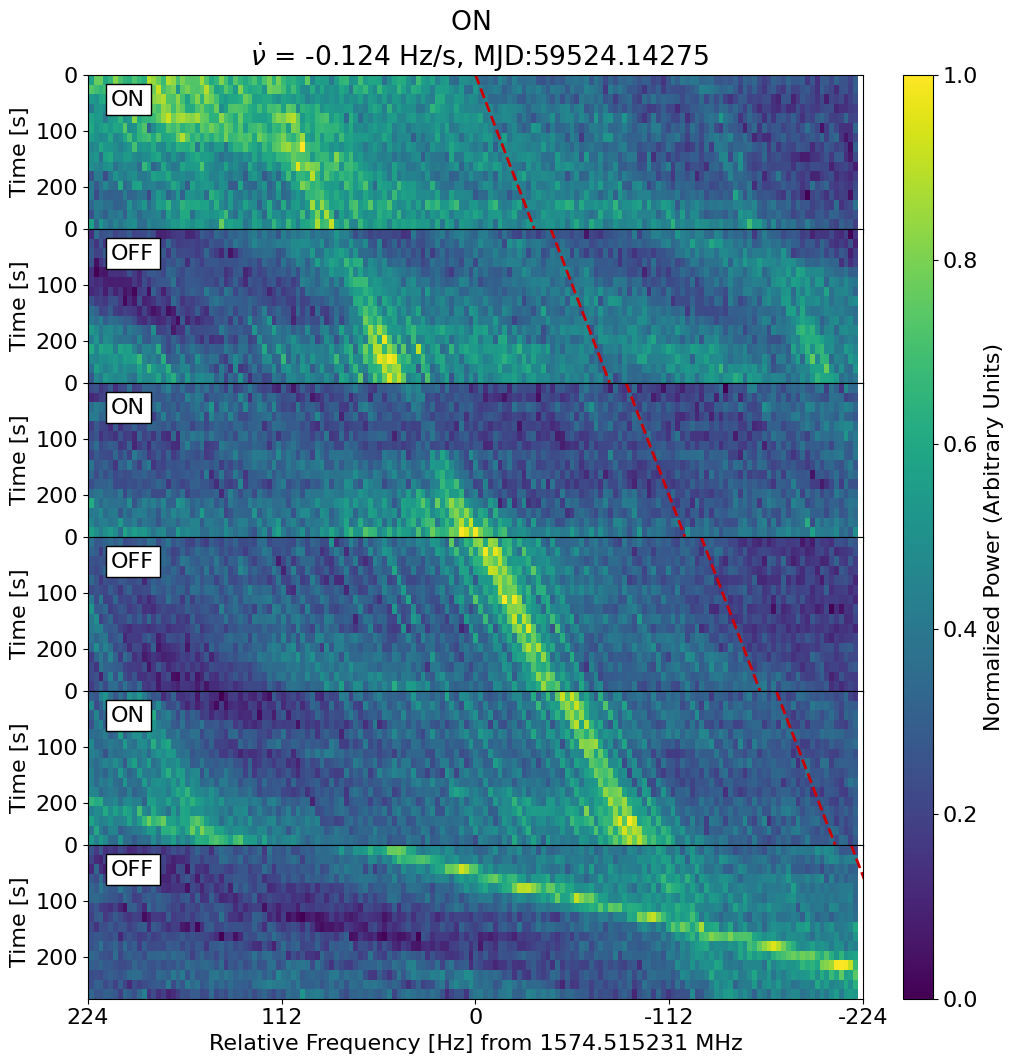 ON
ν̇ = -0.124 Hz/s, MJD:59524.14275
0
ON
100
200
Time [s]
0
OFF
100
200
Time [s]
0
ON
100
200
Time [s]
0
OFF
100
200
Time [s]
0
ON
100
200
Time [s]
0
OFF
100
200
Time [s]
224 112 0 -112 -224
Relative Frequency [Hz] from 1574.515231 MHz
1.0
0.8
0.6
0.4
0.2
0.0
Normalized Power (Arbitrary Units)